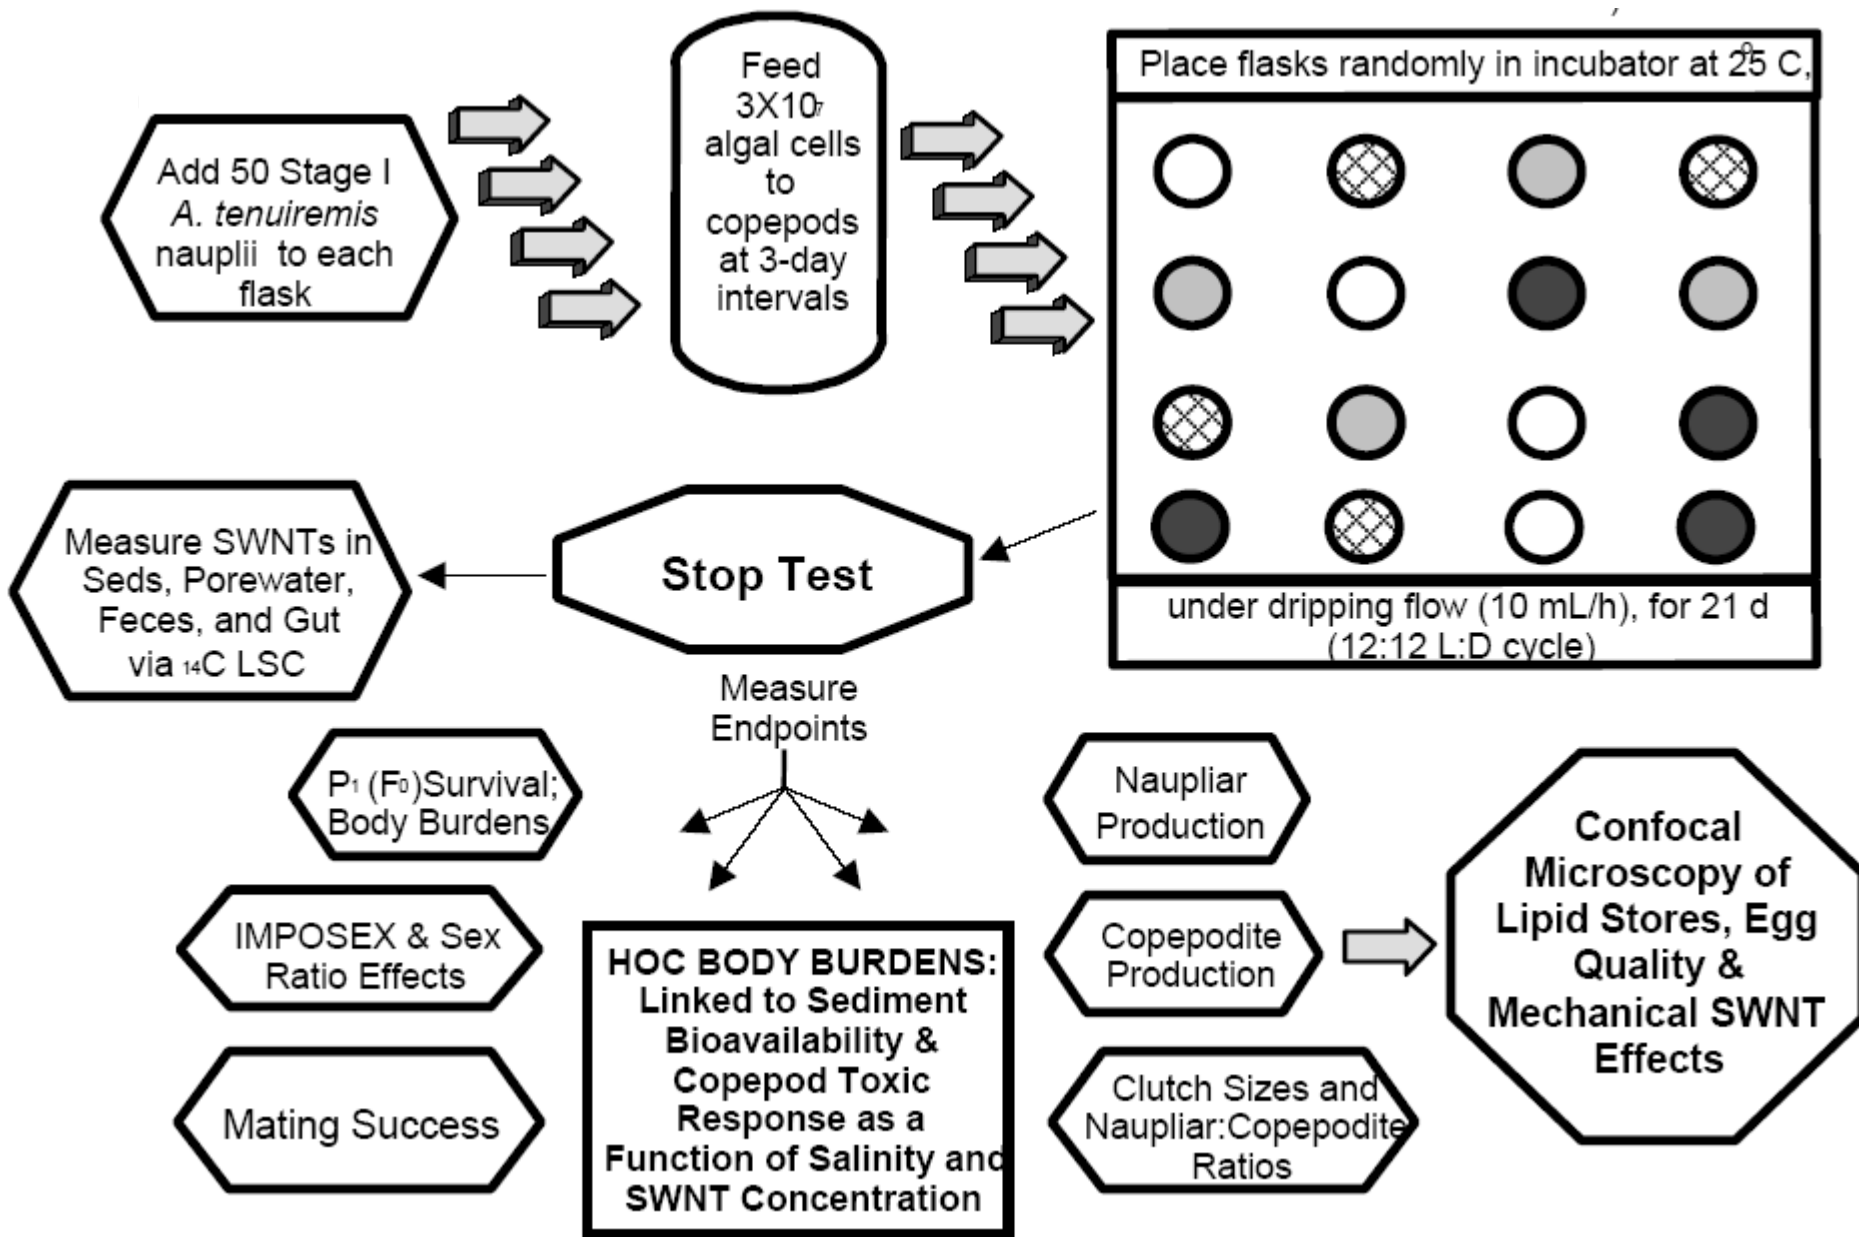 Add 50 Stage I
A. tenuiremis
nauplii to each
flask
Feed
3X10⁷
algal cells
to
copepods
at 3-day
intervals
Place flasks randomly in incubator at 25 °C,
under dripping flow (10 mL/h), for 21 d
(12:12 L:D cycle)
Stop Test
Measure SWNTs in
Seds, Porewater,
Feces, and Gut
via ¹⁴C LSC
Measure
Endpoints
P₁ (F₀)Survival;
Body Burdens
IMPOSEX & Sex
Ratio Effects
Mating Success
HOC BODY BURDENS:
Linked to Sediment
Bioavailability &
Copepod Toxic
Response as a
Function of Salinity and
SWNT Concentration
Naupliar
Production
Copepodite
Production
Clutch Sizes and
Naupliar:Copepodite
Ratios
Confocal
Microscopy of
Lipid Stores, Egg
Quality &
Mechanical SWNT
Effects